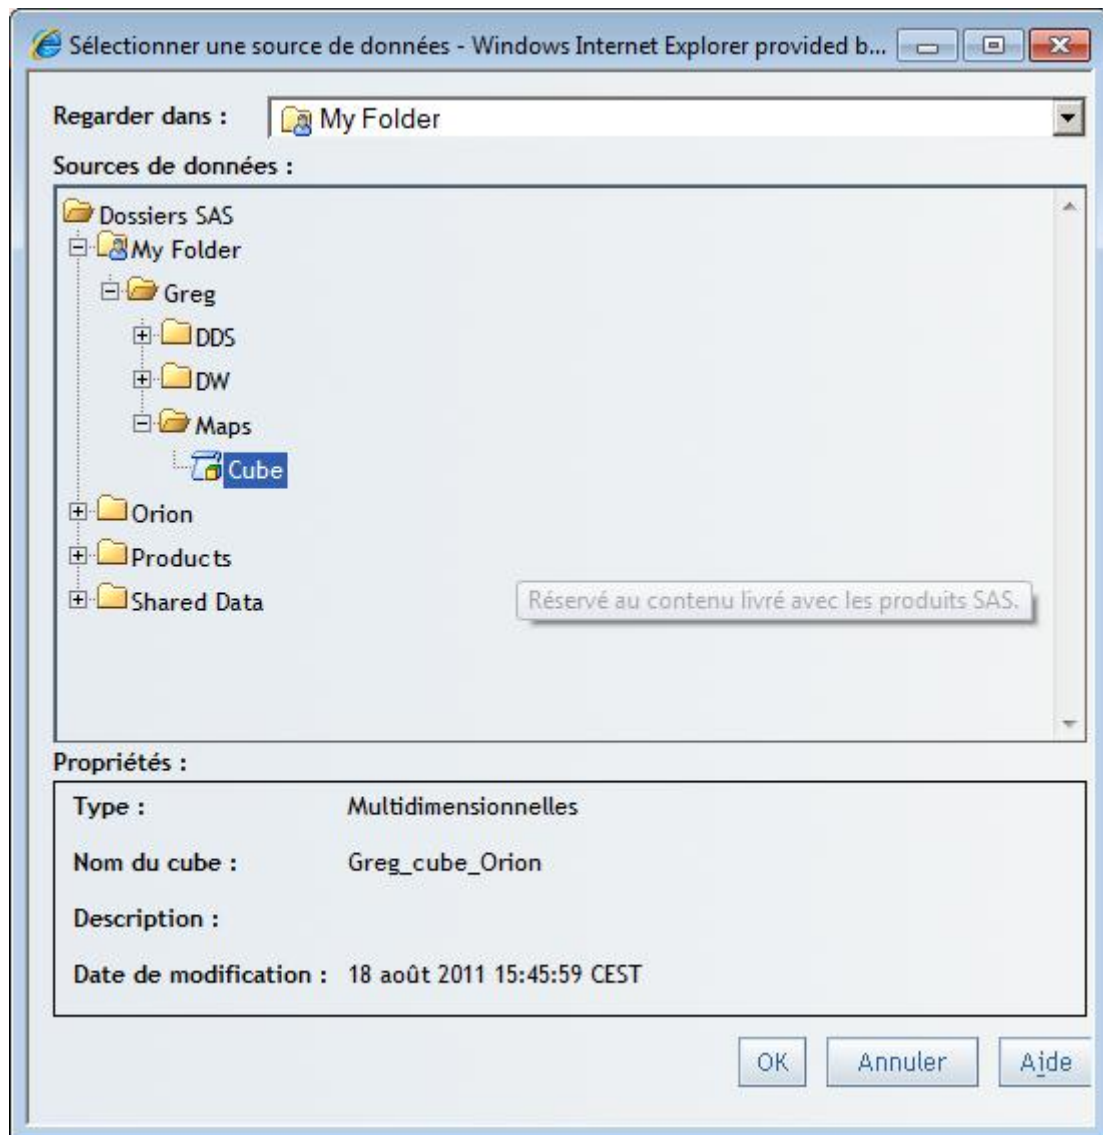 Sélectionner une source de données - Windows Internet Explorer provided b...
Regarder dans : My Folder
Sources de données :
Dossiers SAS
My Folder
Greg
DDS
DW
Maps
Cube
Orion
Products
Shared Data
Réservé au contenu livré avec les produits SAS.
Propriétés :
Type : Multidimensionnelles
Nom du cube : Greg_cube_Orion
Description :
Date de modification : 18 août 2011 15:45:59 CEST
OK Annuler Aide